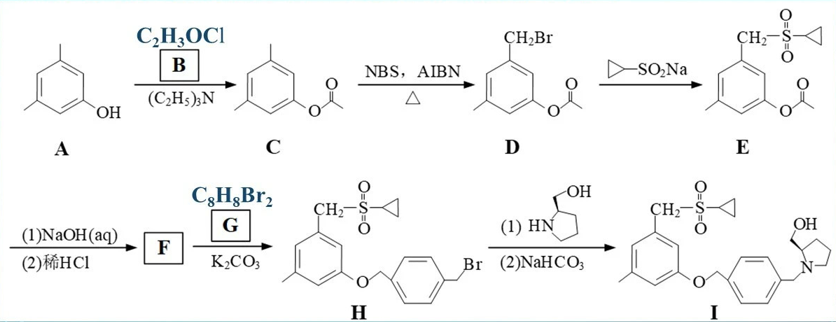 C₂H₃OCl
B
(C₂H₅)₃N
OH
A
O
O
C
NBS，AIBN
△
CH₂Br
O
O
D
SO₂Na
O
CH₂-S
O
O
O
E
(1)NaOH(aq)
(2)稀HCl
F
C₈H₈Br₂
G
K₂CO₃
O
CH₂-S
O
O
Br
H
OH
(1) HN
(2)NaHCO₃
O
CH₂-S
O
OH
O
N
I